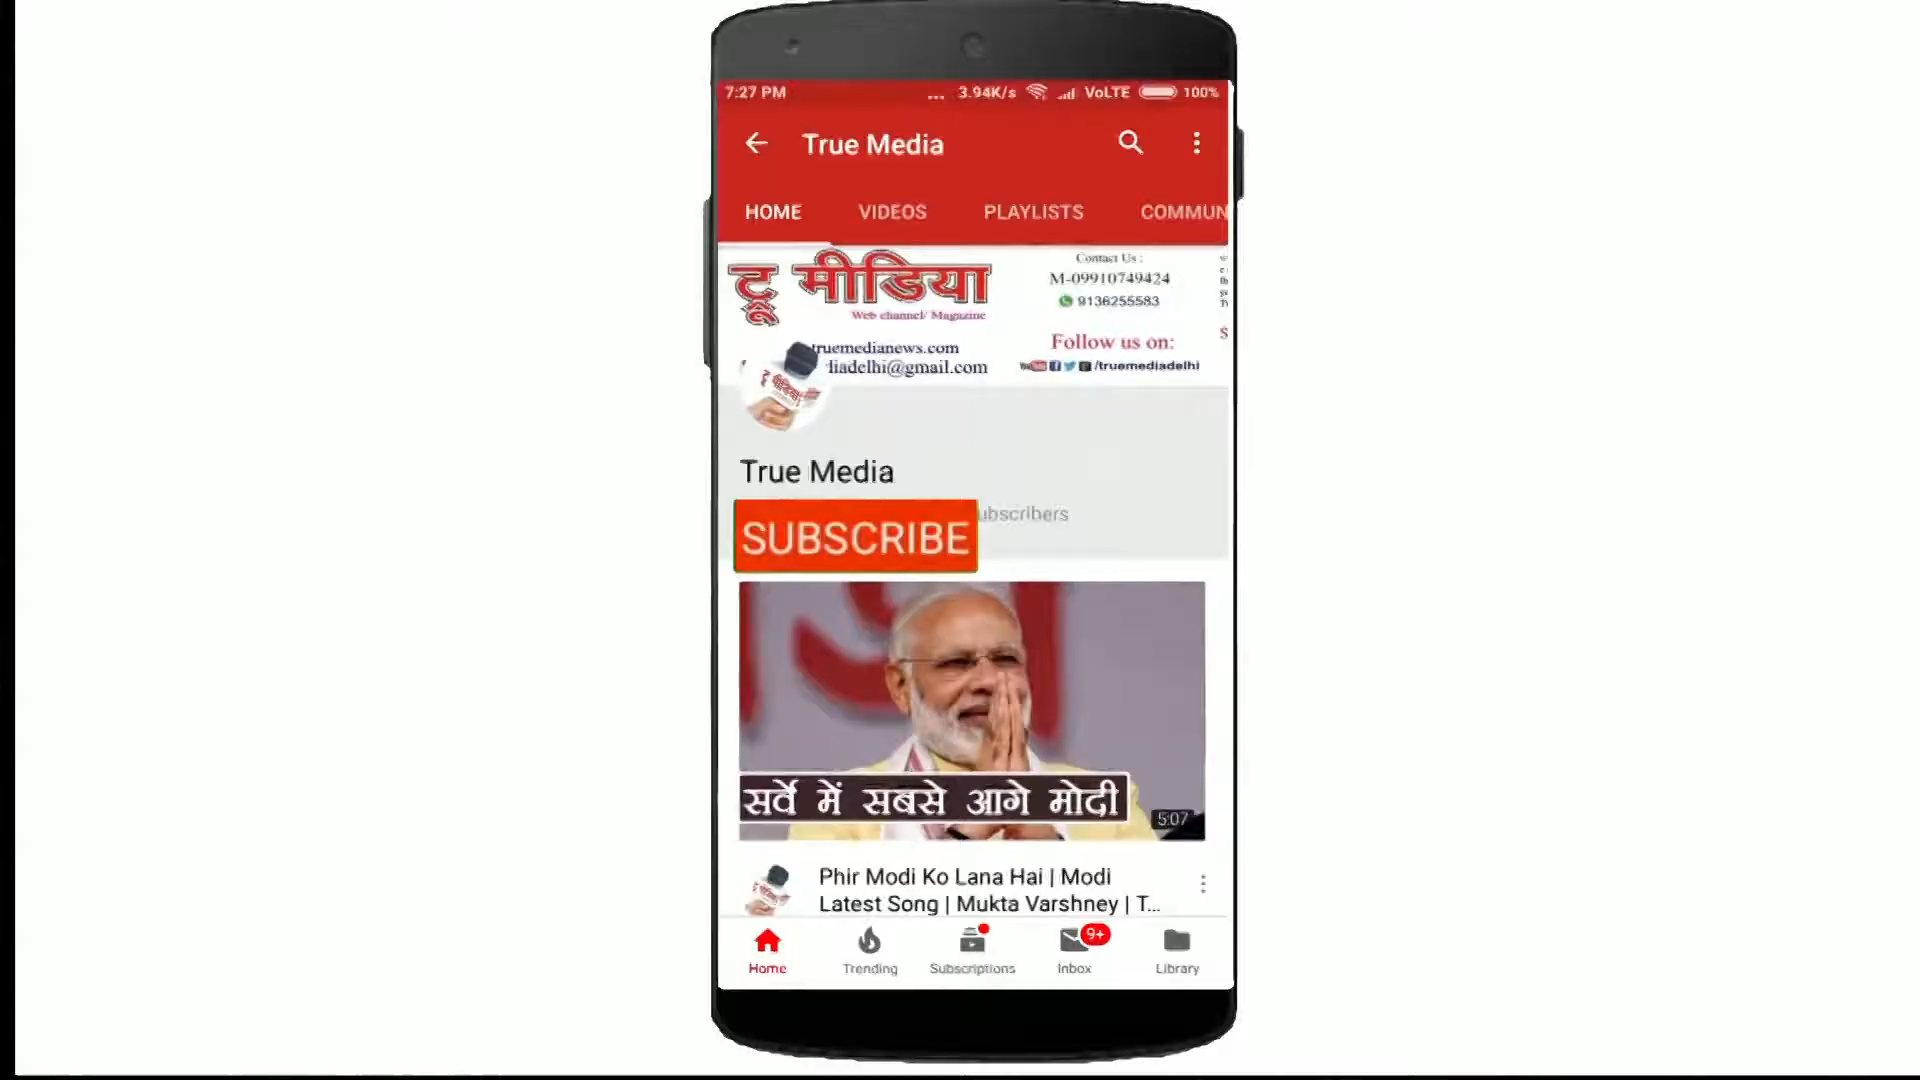 7:27 PM ... 3.94K/s VoLTE 100%
True Media
HOME VIDEOS PLAYLISTS COMMUN
ट्रू मीडिया
Web channel/ Magazine
truemedianews.com
diadelhi@gmail.com
Contact Us :
M-09910749424
9136255583
Follow us on:
/truemediadelhi
True Media
SUBSCRIBE
ubscribers
सर्वे में सबसे आगे मोदी
5:07
Phir Modi Ko Lana Hai | Modi
Latest Song | Mukta Varshney | T...
9+
Home Trending Subscriptions Inbox Library